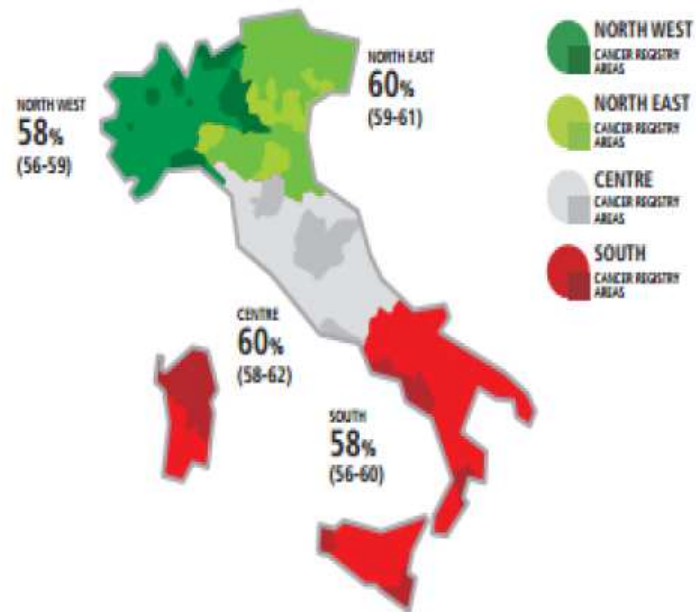 NORTH WEST
58%
(56-59)
NORTH EAST
60%
(59-61)
CENTRE
60%
(58-62)
SOUTH
58%
(56-60)
NORTH WEST
CANCER REGISTRY
AREAS
NORTH EAST
CANCER REGISTRY
AREAS
CENTRE
CANCER REGISTRY
AREAS
SOUTH
CANCER REGISTRY
AREAS